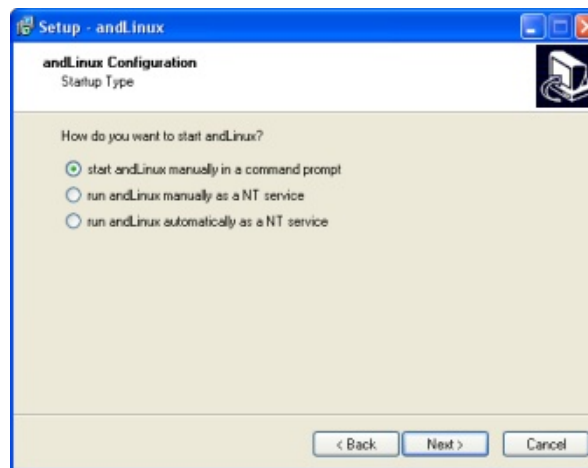 Setup - andLinux
andLinux Configuration
Startup Type
How do you want to start andLinux?
start andLinux manually in a command prompt
run andLinux manually as a NT service
run andLinux automatically as a NT service
< Back Next > Cancel